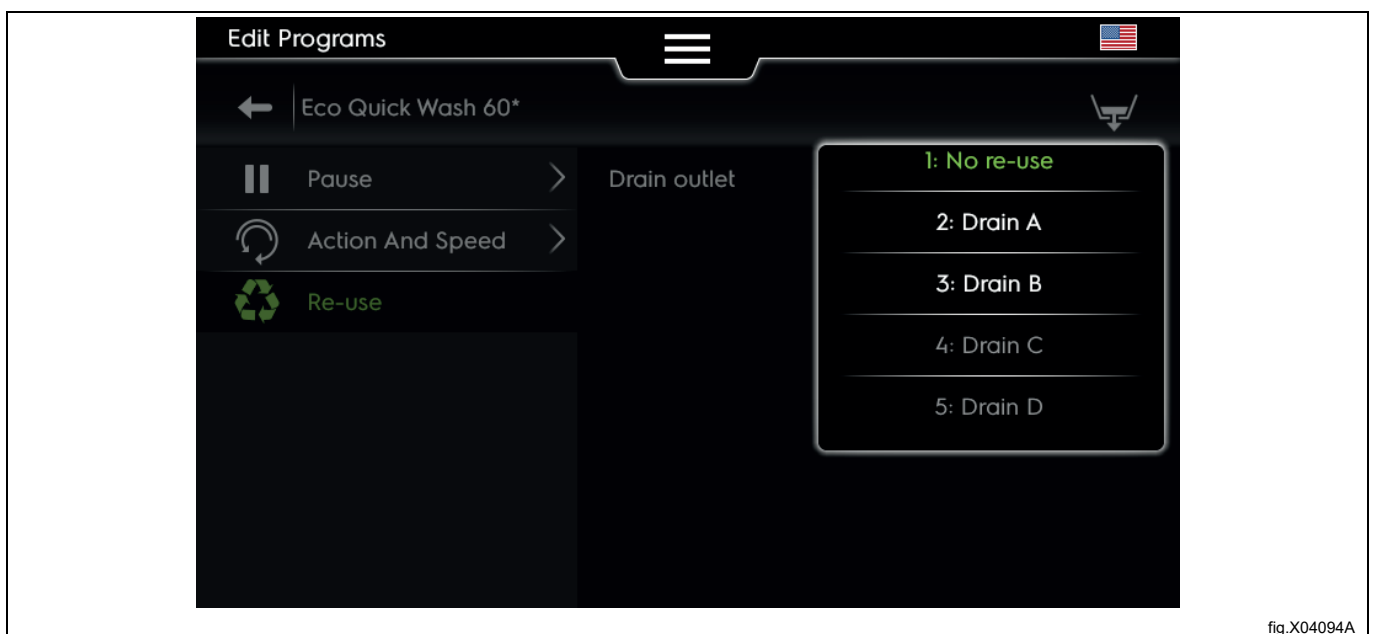 Edit Programs
Eco Quick Wash 60*
Pause
Action And Speed
Re-use
Drain outlet
1: No re-use
2: Drain A
3: Drain B
4: Drain C
5: Drain D
fig.X04094A